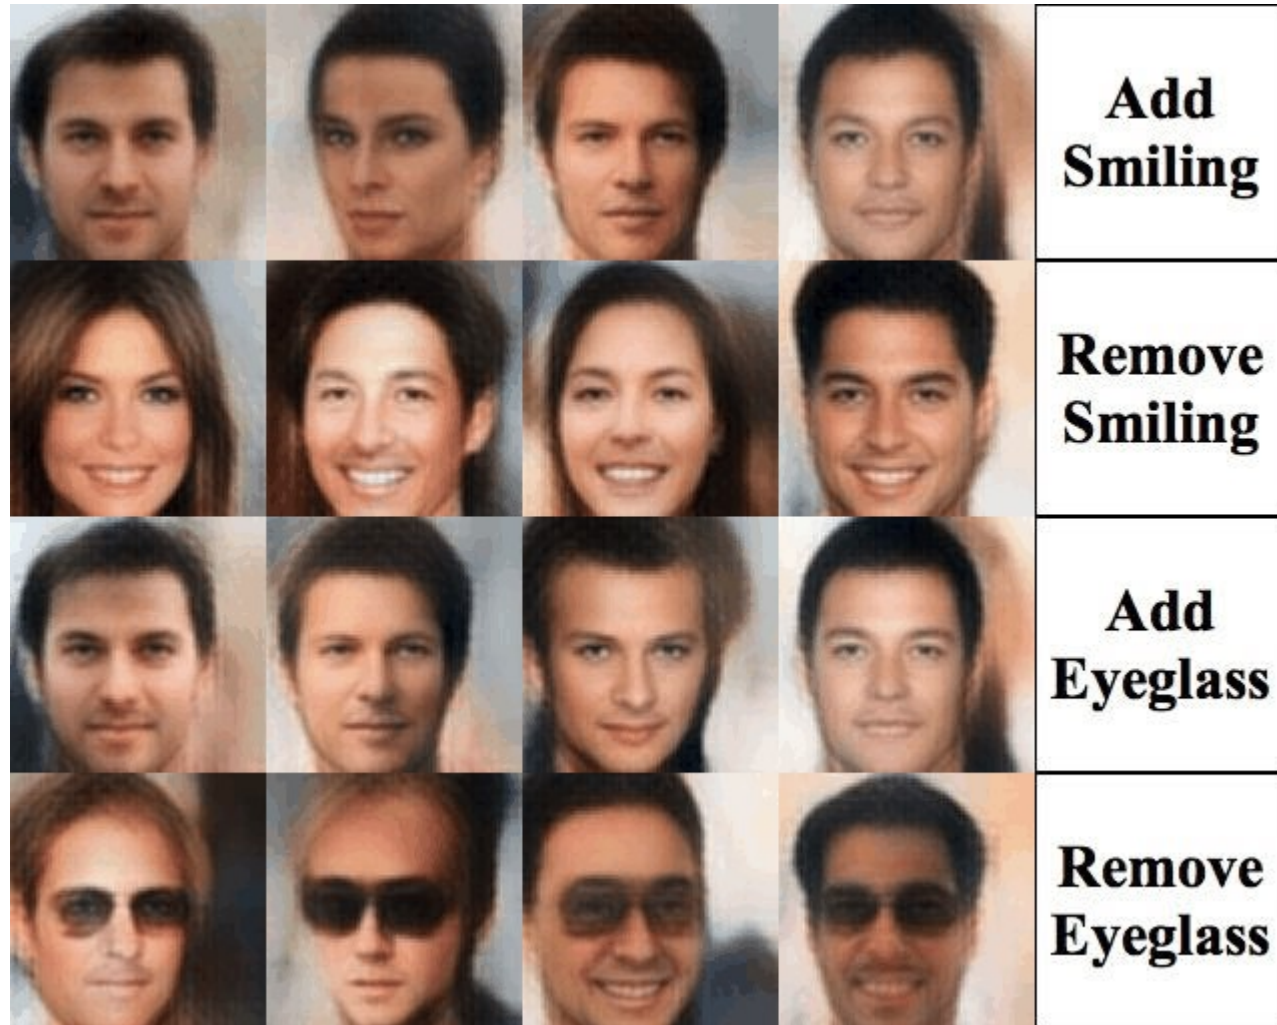 Add
Smiling
Remove
Smiling
Add
Eyeglass
Remove
Eyeglass